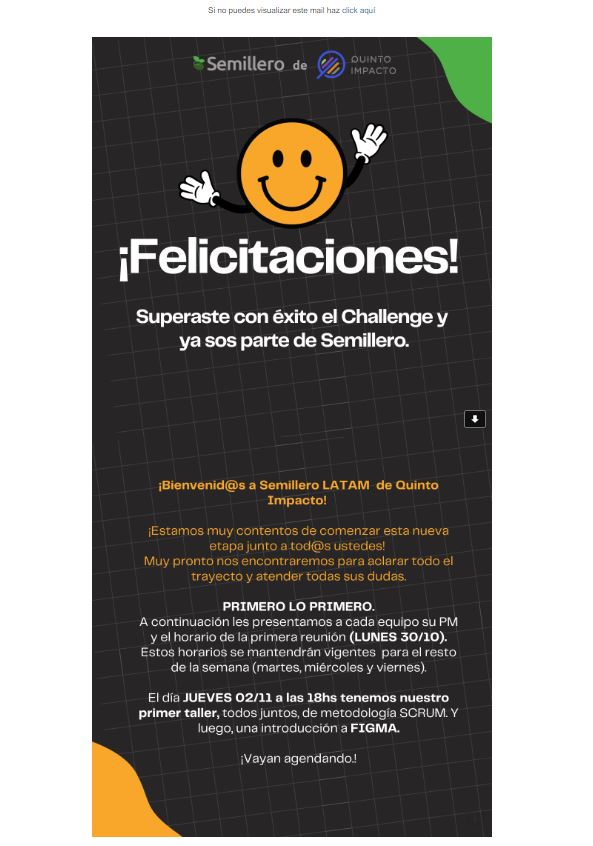 Si no puedes visualizar este mail haz click aquí
Semillero de QUINTO
IMPACTO
¡Felicitaciones!
Superaste con éxito el Challenge y
ya sos parte de Semillero.
¡Bienvenid@s a Semillero LATAM de Quinto
Impacto!
¡Estamos muy contentos de comenzar esta nueva
etapa junto a tod@s ustedes!
Muy pronto nos encontraremos para aclarar todo el
trayecto y atender todas sus dudas.
PRIMERO LO PRIMERO.
A continuación les presentamos a cada equipo su PM
y el horario de la primera reunión (LUNES 30/10).
Estos horarios se mantendrán vigentes para el resto
de la semana (martes, miércoles y viernes).
El día JUEVES 02/11 a las 18hs tenemos nuestro
primer taller, todos juntos, de metodología SCRUM. Y
luego, una introducción a FIGMA.
¡Vayan agendando.!